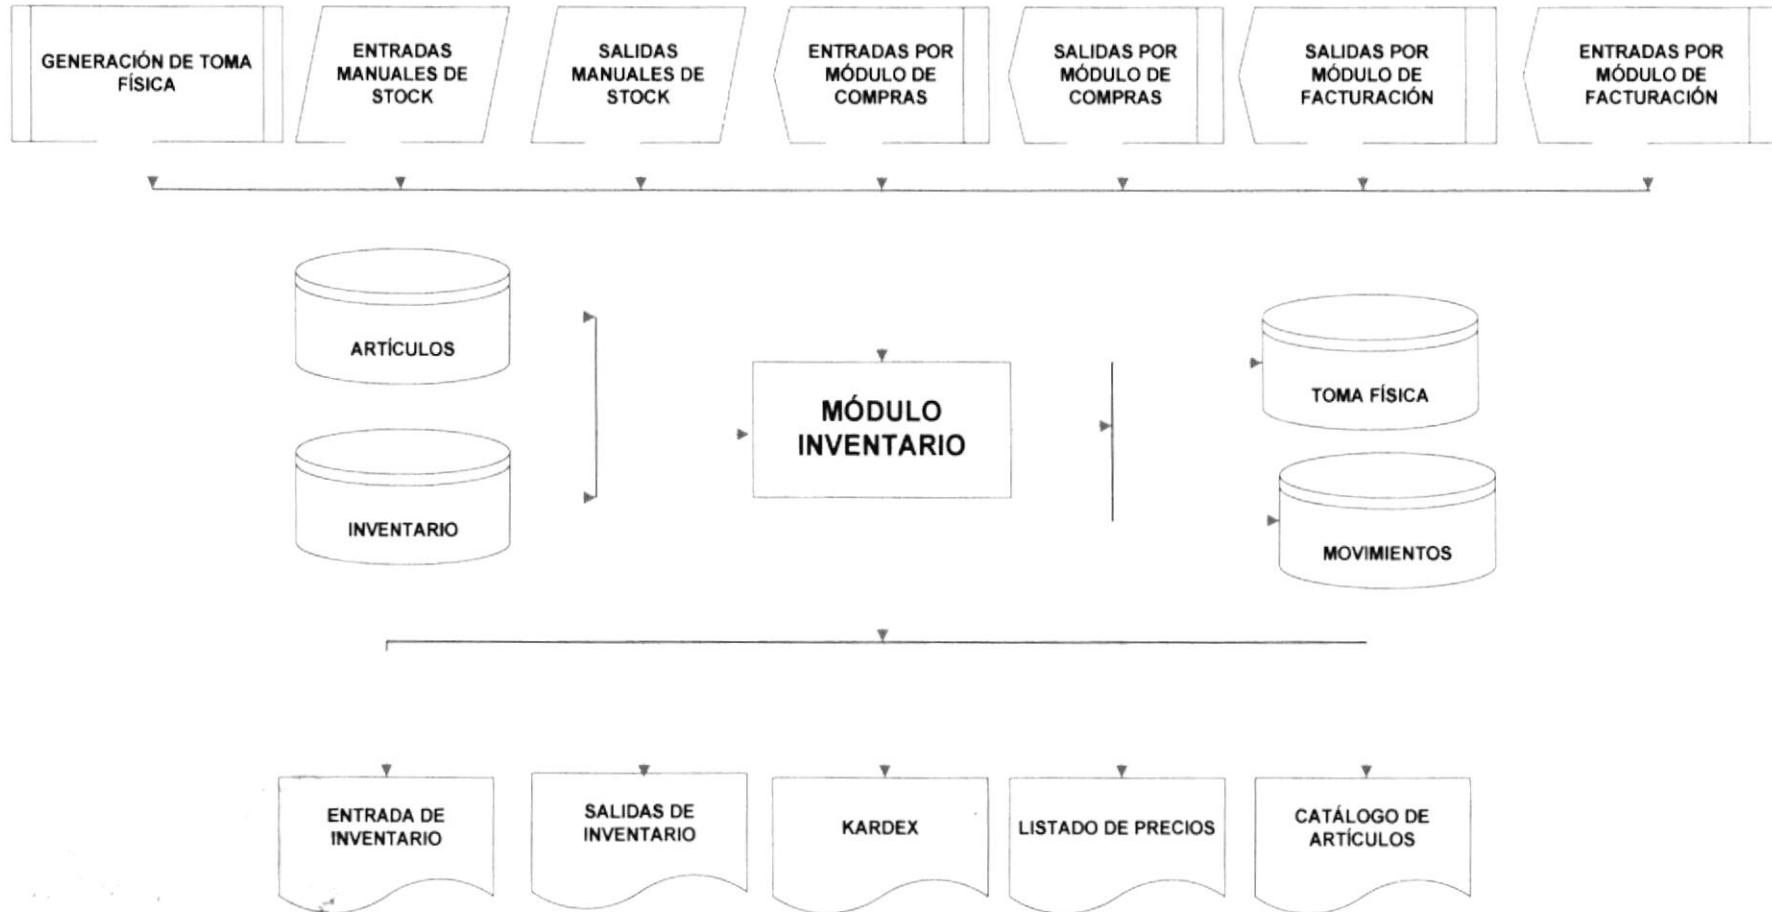 GENERACIÓN DE TOMA
FÍSICA
ENTRADAS
MANUALES DE
STOCK
SALIDAS
MANUALES DE
STOCK
ENTRADAS POR
MÓDULO DE
COMPRAS
SALIDAS POR
MÓDULO DE
COMPRAS
SALIDAS POR
MÓDULO DE
FACTURACIÓN
ENTRADAS POR
MÓDULO DE
FACTURACIÓN
ARTÍCULOS
INVENTARIO
MÓDULO
INVENTARIO
TOMA FÍSICA
MOVIMIENTOS
ENTRADA DE
INVENTARIO
SALIDAS DE
INVENTARIO
KARDEX
LISTADO DE PRECIOS
CATÁLOGO DE
ARTÍCULOS